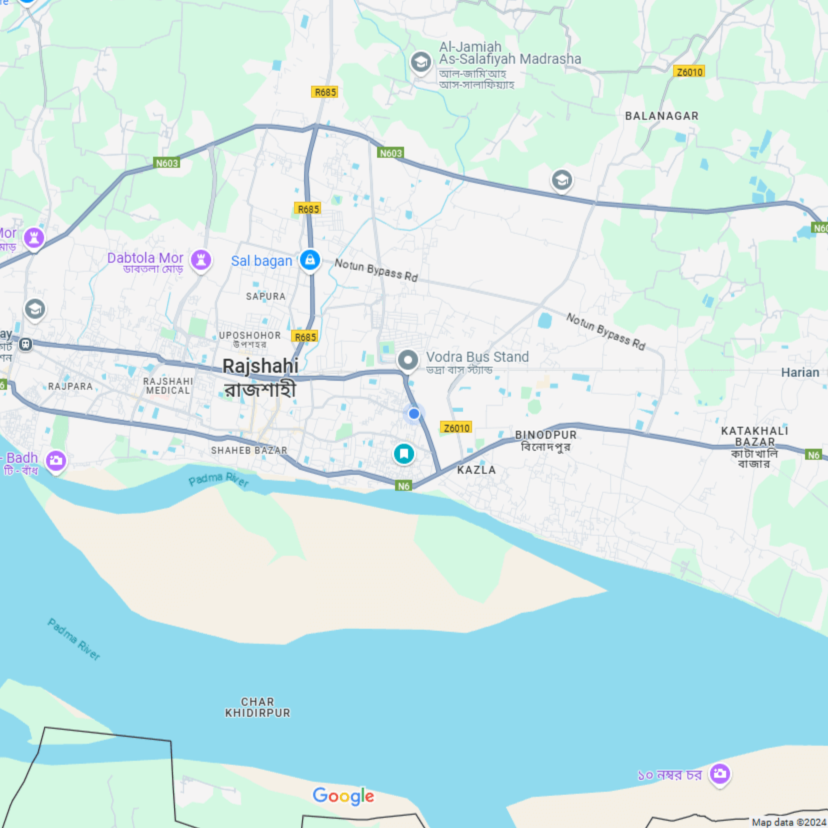 Al-Jamiah
As-Salafiyah Madrasha
আল-জামি'আহ
আস-সালাফিয়্যাহ
Z6010
R685
BALANAGAR
N603
N603
R685
Mor
মোড়
Dabtola Mor
ডাবতলা মোড়
Sal bagan
Notun Bypass Rd
SAPURA
Notun Bypass Rd
UPOSHOHOR
উপশহর
R685
Vodra Bus Stand
ভদ্রা বাস স্ট্যান্ড
Rajshahi
রাজশাহী
Harian
RAJPARA
RAJSHAHI
MEDICAL
Z6010
BINODPUR
বিনোদপুর
KATAKHALI
BAZAR
কাটাখালি
বাজার
SHAHEB BAZAR
N6
Badh
টি - বাঁধ
KAZLA
Padma River
N6
Padma River
CHAR
KHIDIRPUR
১০ নম্বর চর
Google
Map data ©2024